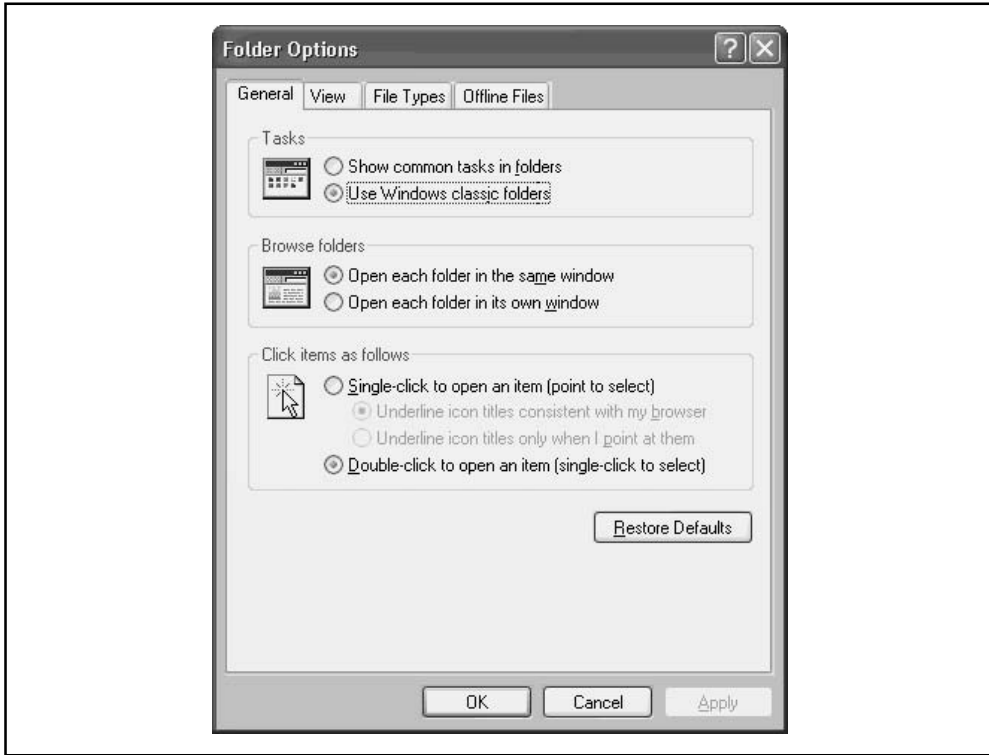 Folder Options
General View File Types Offline Files
Tasks
Show common tasks in folders
Use Windows classic folders
Browse folders
Open each folder in the same window
Open each folder in its own window
Click items as follows
Single-click to open an item (point to select)
Underline icon titles consistent with my browser
Underline icon titles only when I point at them
Double-click to open an item (single-click to select)
Restore Defaults
OK Cancel Apply